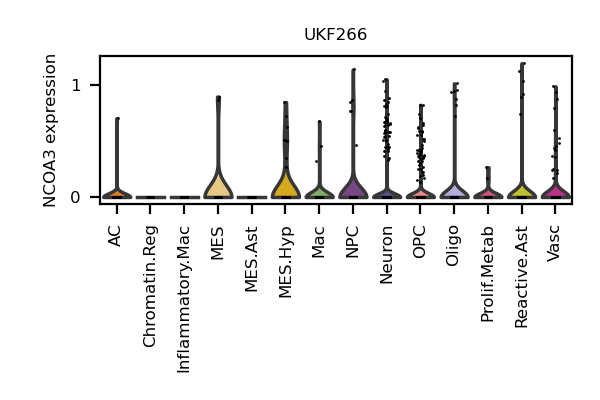 UKF266
NCOA3 expression
1
0
AC
Chromatin.Reg
Inflammatory.Mac
MES
MES.Ast
MES.Hyp
Mac
NPC
Neuron
OPC
Oligo
Prolif.Metab
Reactive.Ast
Vasc